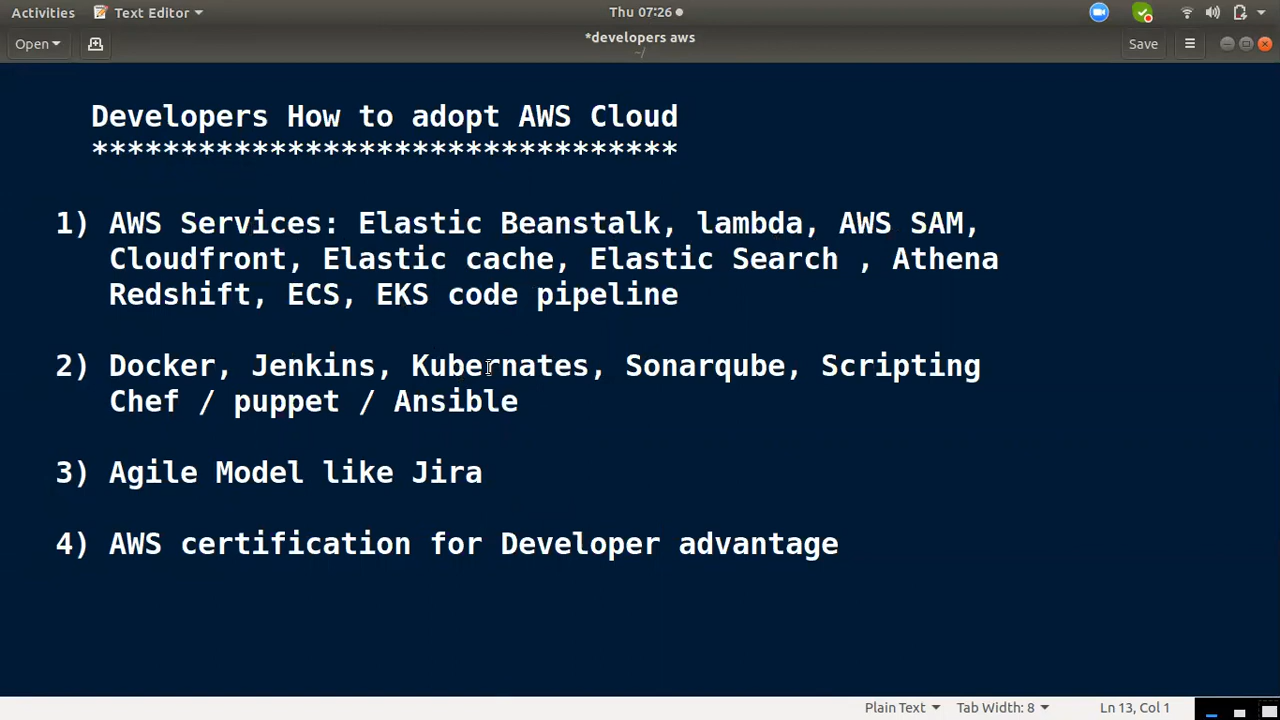 Activities Text Editor Thu 07:26
Open *developers aws Save
~/
Developers How to adopt AWS Cloud
*********************************
1) AWS Services: Elastic Beanstalk, lambda, AWS SAM,
Cloudfront, Elastic cache, Elastic Search , Athena
Redshift, ECS, EKS code pipeline
2) Docker, Jenkins, Kubernates, Sonarqube, Scripting
Chef / puppet / Ansible
3) Agile Model like Jira
4) AWS certification for Developer advantage
Plain Text Tab Width: 8 Ln 13, Col 1